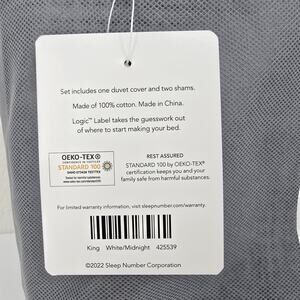 Set includes one duvet cover and two shams.
Made of 100% cotton. Made in China.
Logic™ Label takes the guesswork out
of where to start making your bed.
OEKO-TEX®
CONFIDENCE IN TEXTILES
STANDARD 100
REST ASSURED
STANDARD 100 by OEKO-TEX®
certification keeps you and your
family safe from harmful substances.
For limited warranty information, visit sleepnumber.com/warranty.
King White/Midnight 425539
©2022 Sleep Number Corporation